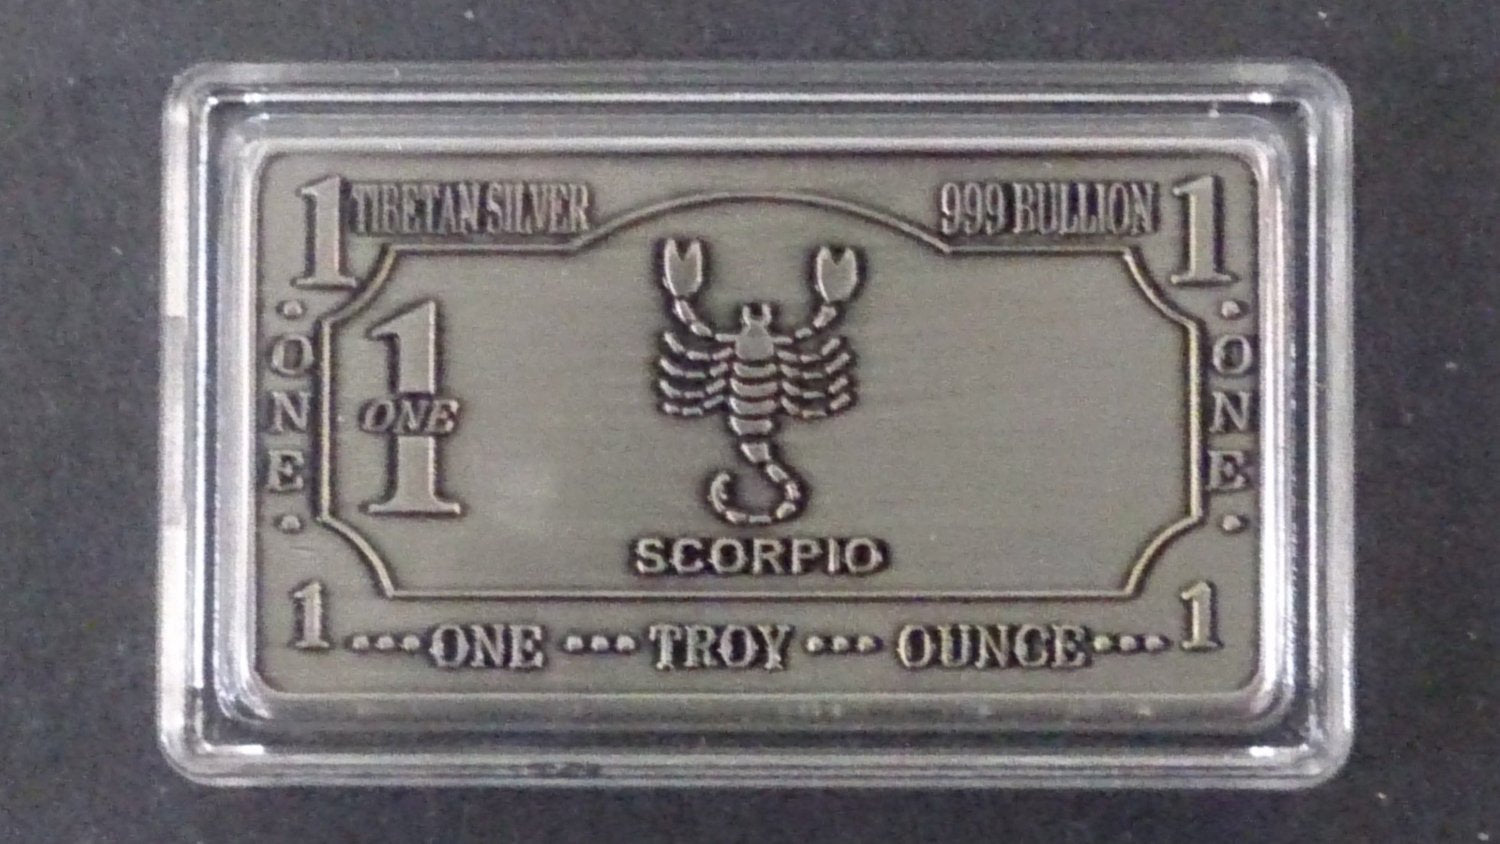 1 TIBETAN SILVER 999 BULLION 1
ONE
1
ONE
ONE
SCORPIO
1 ONE TROY OUNCE 1